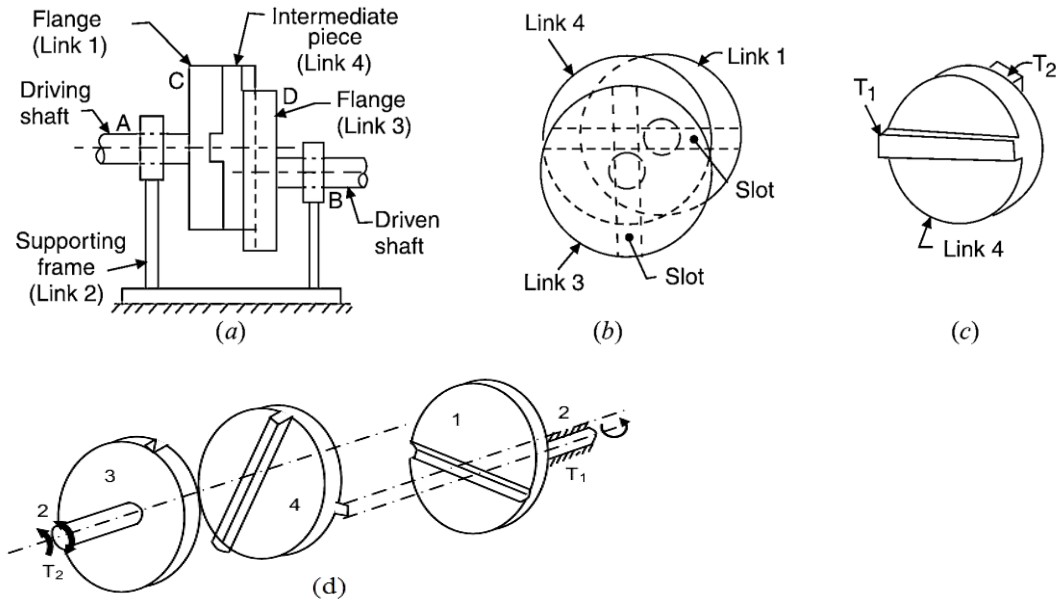 Flange
(Link 1)
Intermediate
piece
(Link 4)
C
D
Driving
shaft
A
Flange
(Link 3)
B
Driven
shaft
Supporting
frame
(Link 2)
(a)
Link 4
Link 1
Slot
Link 3
Slot
(b)
T2
T1
Link 4
(c)
3
2
T2
4
1
2
T1
(d)